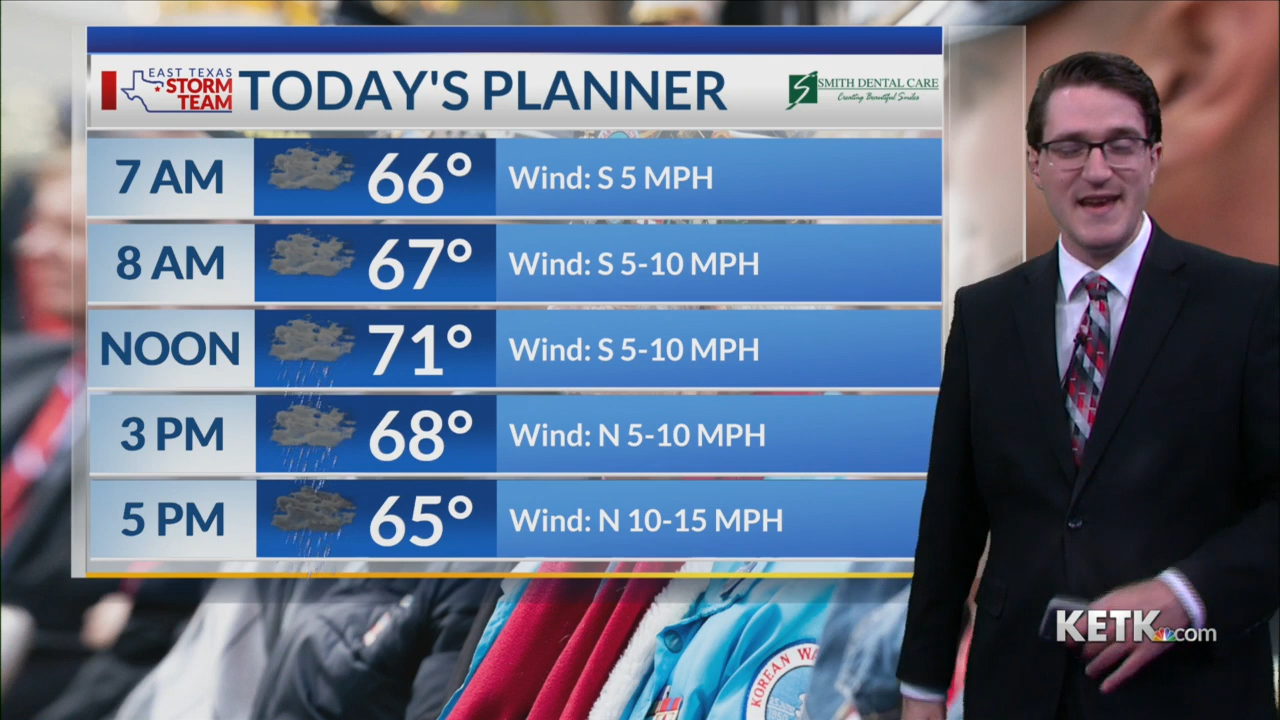 EAST TEXAS
STORM
TEAM
TODAY'S PLANNER
SMITH DENTAL CARE
Creating Beautiful Smiles
7 AM 66° Wind: S 5 MPH
8 AM 67° Wind: S 5-10 MPH
NOON 71° Wind: S 5-10 MPH
3 PM 68° Wind: N 5-10 MPH
5 PM 65° Wind: N 10-15 MPH
KOREAN
KETK.com